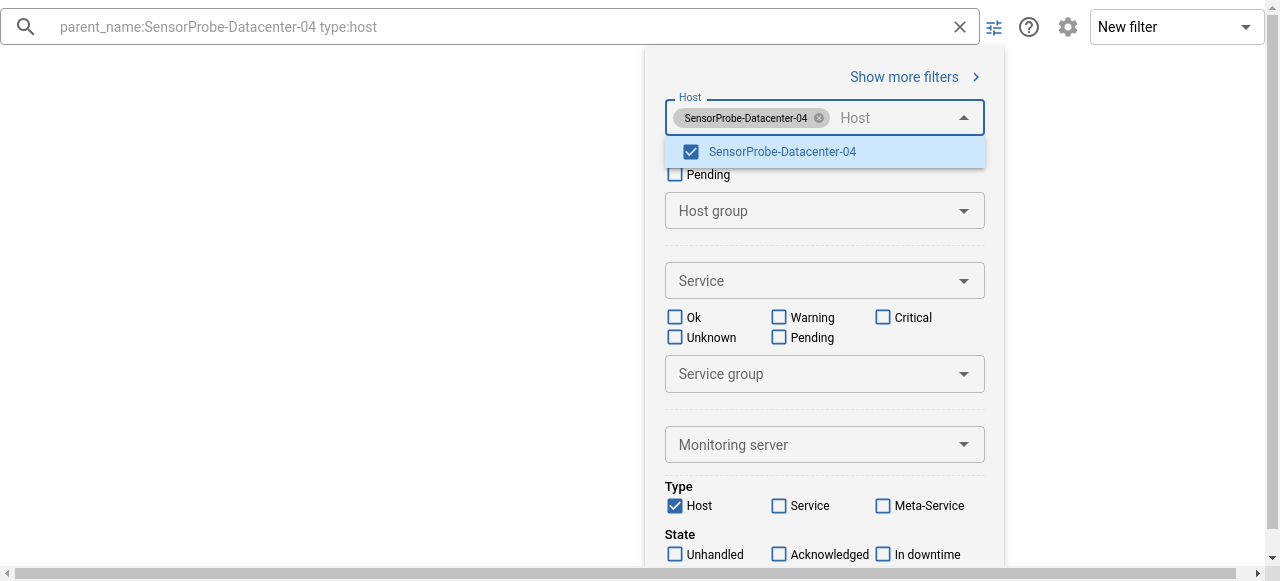 parent_name:SensorProbe-Datacenter-04 type:host
New filter
Show more filters
Host
SensorProbe-Datacenter-04 Host
SensorProbe-Datacenter-04
Pending
Host group
Service
Ok Warning Critical
Unknown Pending
Service group
Monitoring server
Type
Host Service Meta-Service
State
Unhandled Acknowledged In downtime